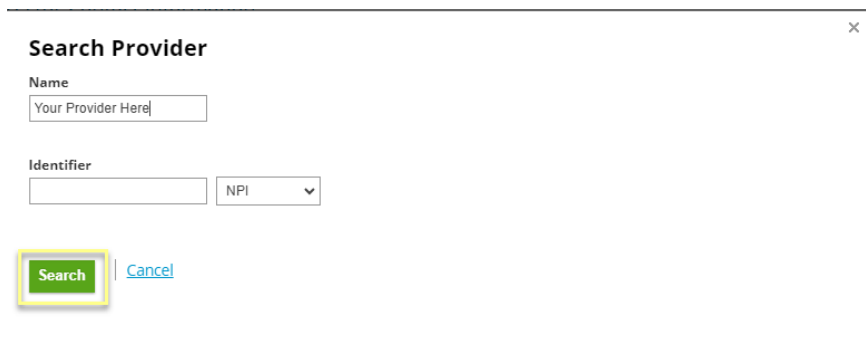 Search Provider
Name
Your Provider Here
Identifier
NPI
Search
Cancel